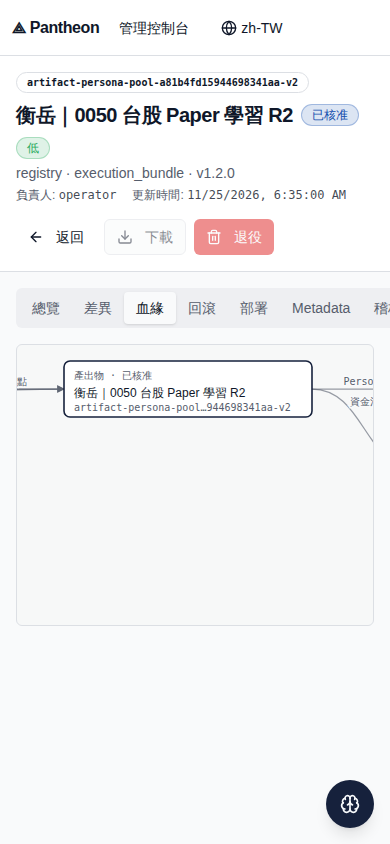 Pantheon 管理控制台 zh-TW
artifact-persona-pool-a81b4fd15944698341aa-v2
衡岳｜0050 台股 Paper 學習 R2 已核准
低
registry · execution_bundle · v1.2.0
負責人: operator 更新時間: 11/25/2026, 6:35:00 AM
返回 下載 退役
總覽 差異 血緣 回滾 部署 Metadata
產出物 · 已核准
點 衡岳｜0050 台股 Paper 學習 R2 Perso
artifact-persona-pool…944698341aa-v2
資金